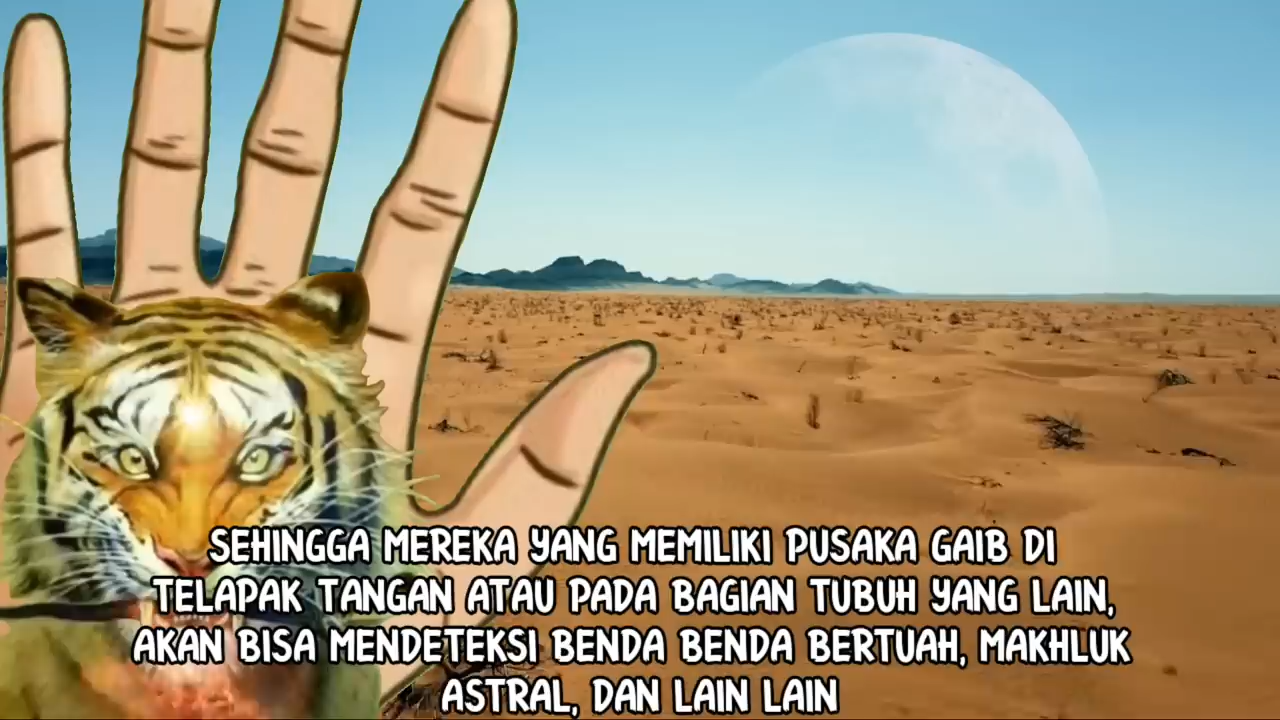 SEHINGGA MEREKA YANG MEMILIKI PUSAKA GAIB DI
TELAPAK TANGAN ATAU PADA BAGIAN TUBUH YANG LAIN,
AKAN BISA MENDETEKSI BENDA BENDA BERTUAH, MAKHLUK
ASTRAL, DAN LAIN LAIN